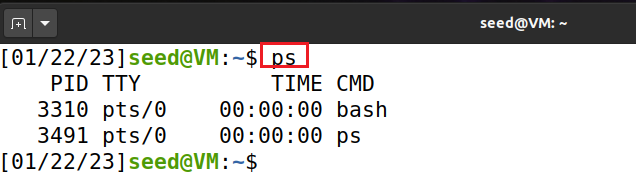 seed@VM: ~
[01/22/23]seed@VM:~$ ps
PID TTY          TIME CMD
3310 pts/0    00:00:00 bash
3491 pts/0    00:00:00 ps
[01/22/23]seed@VM:~$